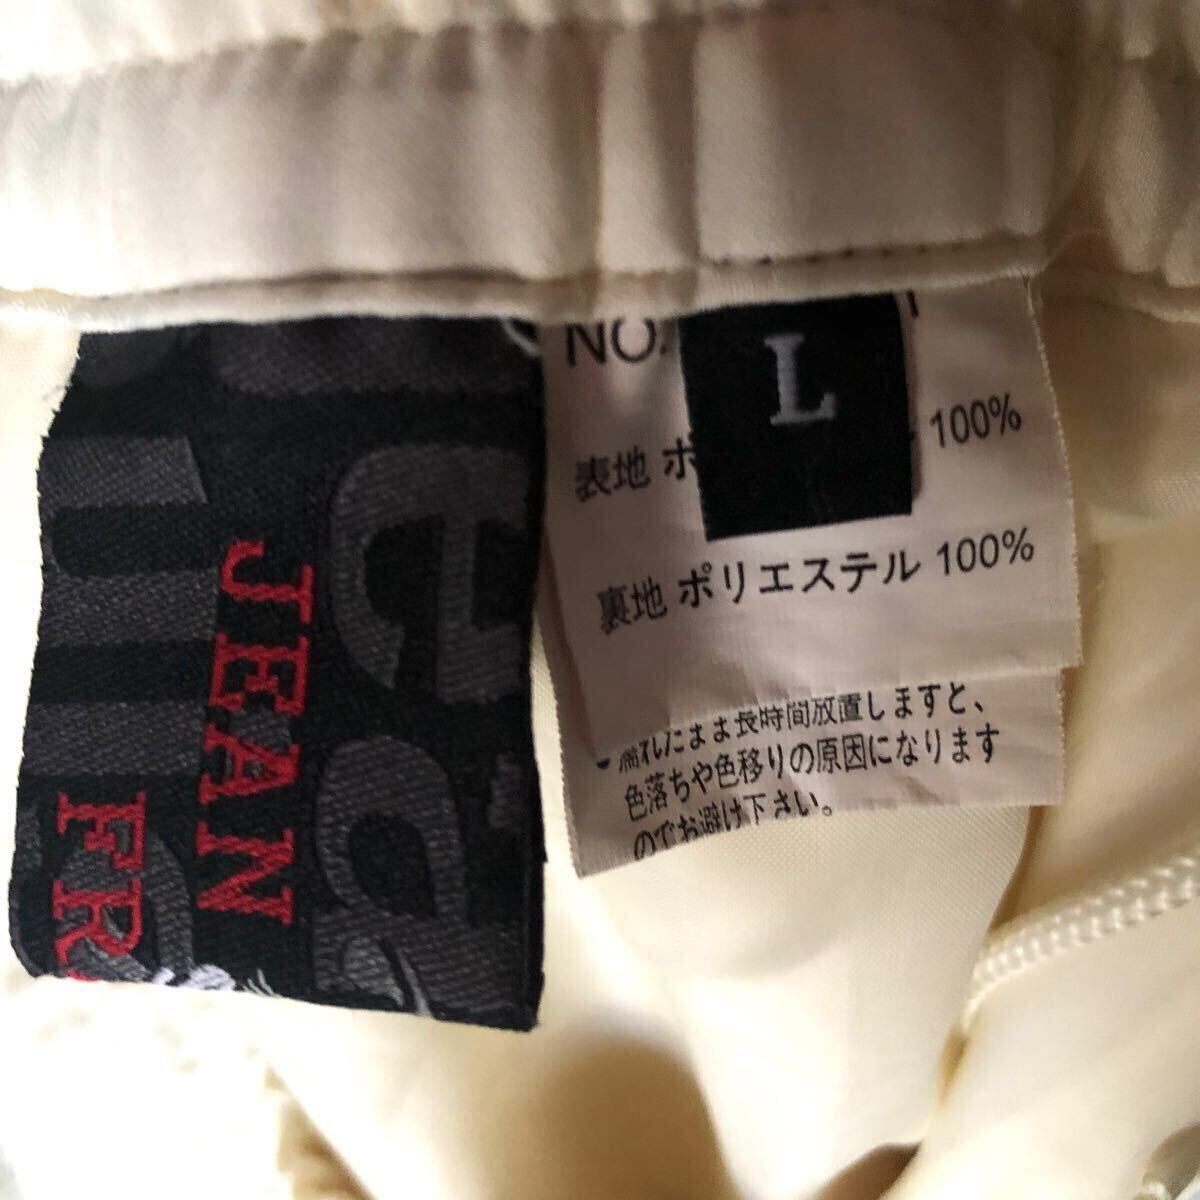 JEAN
FR
NO.
L
表地 ポ 100%
裏地 ポリエステル 100%
濡れたまま長時間放置しますと、
色落ちや色移りの原因になります
のでお避け下さい。